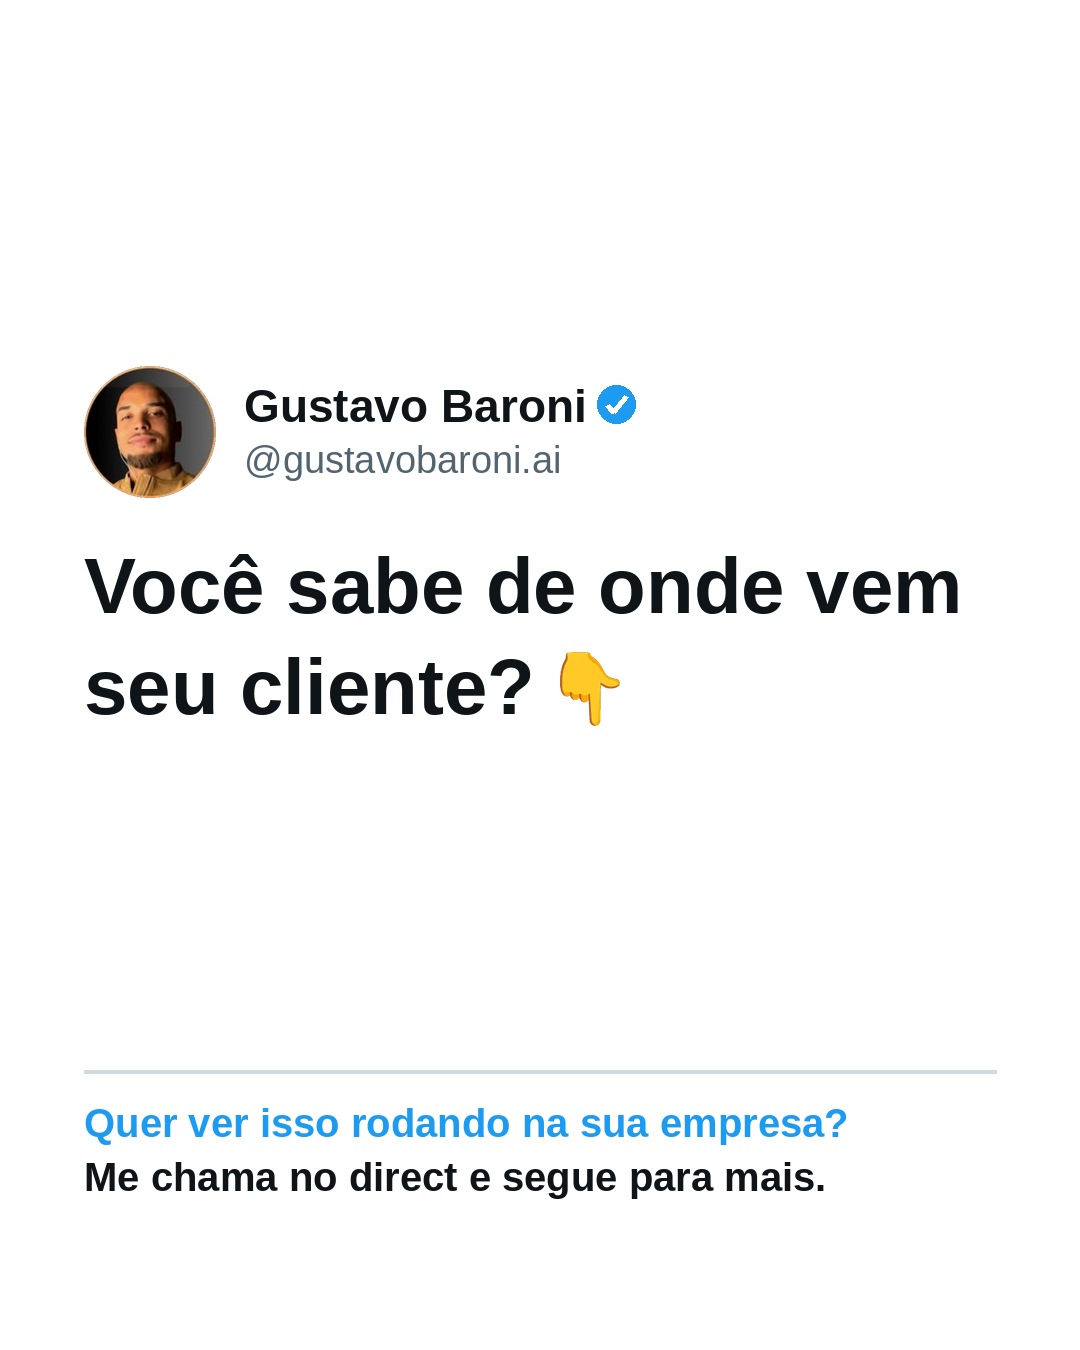 Gustavo Baroni
@gustavobaroni.ai
Você sabe de onde vem
seu cliente? 👇
Quer ver isso rodando na sua empresa?
Me chama no direct e segue para mais.